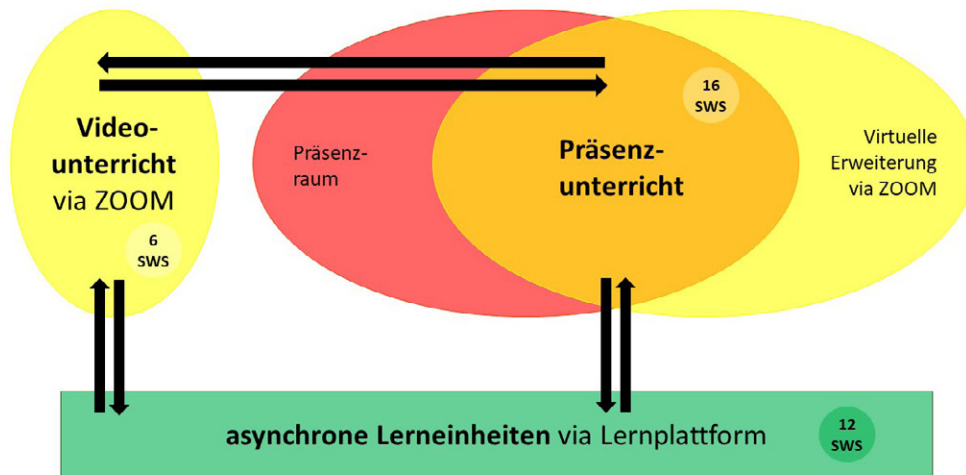 Video-
unterricht
via ZOOM
6
SWS
Präsenz-
raum
Präsenz-
unterricht
16
SWS
Virtuelle
Erweiterung
via ZOOM
asynchrone Lerneinheiten via Lernplattform
12
SWS